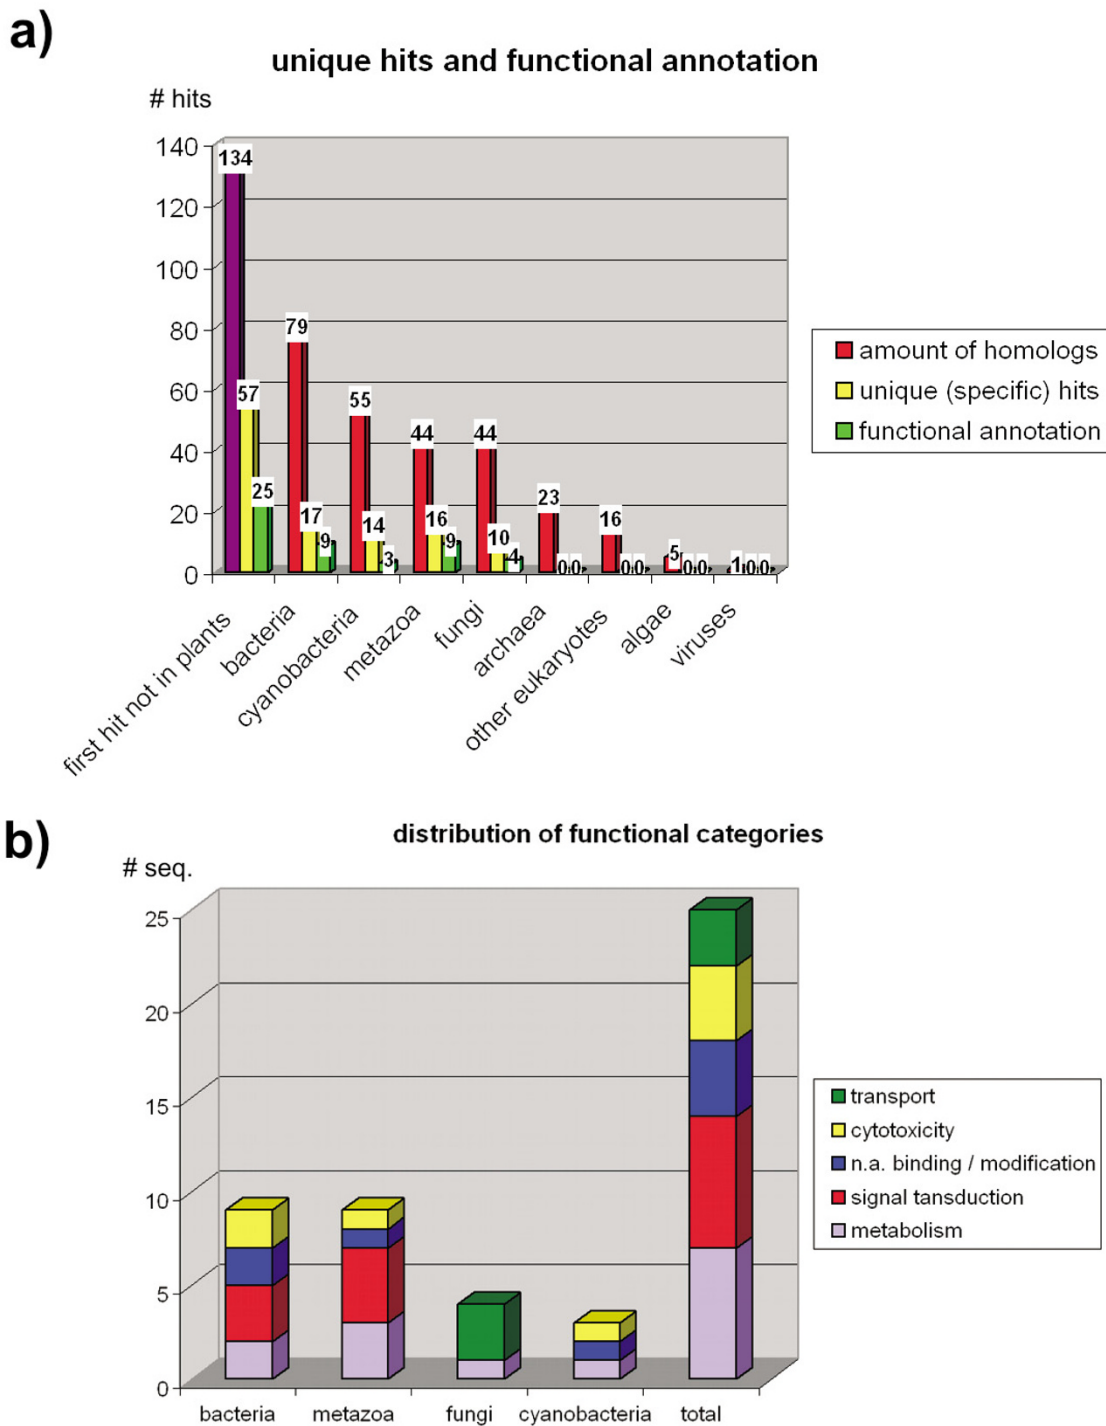 a)
unique hits and functional annotation
# hits
140
120
100
80
60
40
20
0
134
57
25
79
17
9
55
14
3
44
16
9
44
10
4
23
0
0
16
0
0
5
0
0
1
0
0
first hit not in plants
bacteria
cyanobacteria
metazoa
fungi
archaea
other eukaryotes
algae
viruses
amount of homologs
unique (specific) hits
functional annotation
b)
distribution of functional categories
# seq.
25
20
15
10
5
0
bacteria
metazoa
fungi
cyanobacteria
total
transport
cytotoxicity
n.a. binding / modification
signal tansduction
metabolism